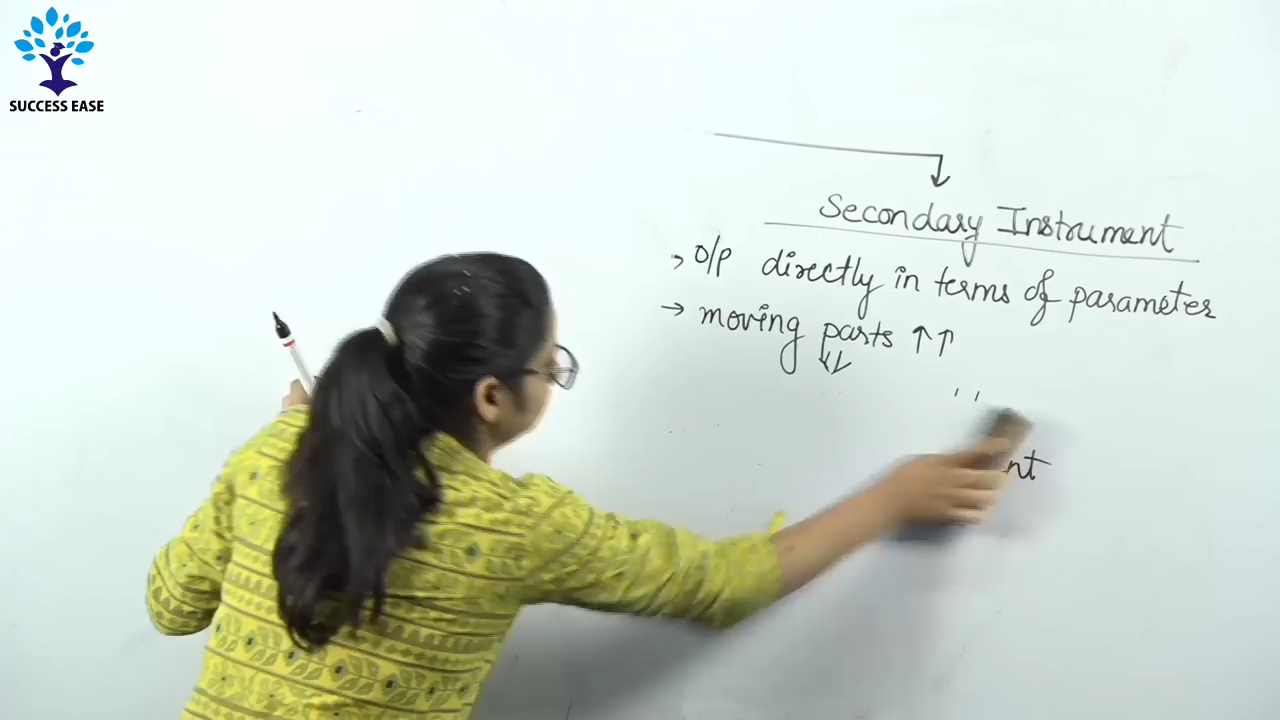 SUCCESS EASE
Secondary Instrument
→ O/P directly in terms of parameter
→ moving parts ↑↑
nt